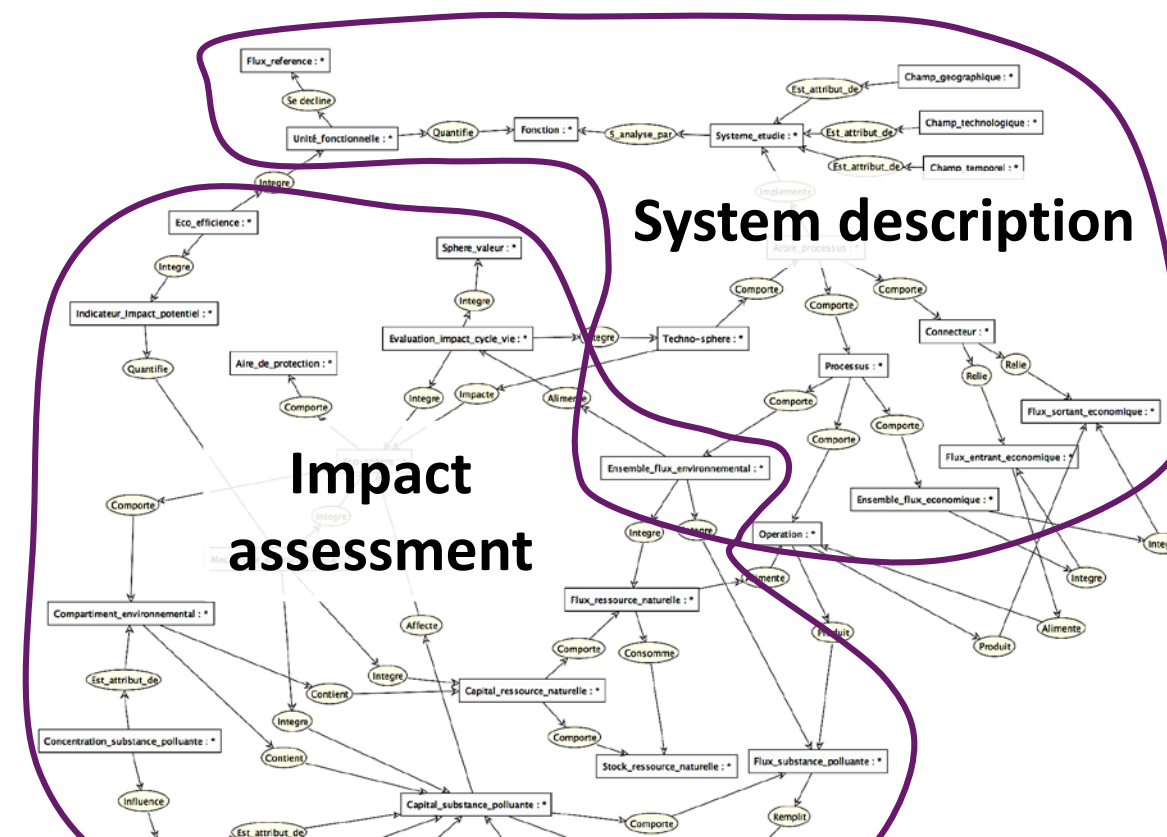 Flux_reference : *
Se decline
Unité_fonctionnelle : *
Quantifie
Fonction : *
S_analyse_par
Systeme_etudie : *
Est_attribut_de
Champ_geographique : *
Est_attribut_de
Champ_technologique : *
Est_attribut_de
Champ_temporel : *
Integre
Implemente
System description
Eco_efficience : *
Sphere_valeur : *
Arbre_processus : *
Integre
Integre
Comporte
Comporte
Comporte
Indicateur_Impact_potentiel : *
Evaluation_impact_cycle_vie : *
Techno-sphere : *
Connecteur : *
Quantifie
Aire_de_protection : *
Processus : *
Relie
Relie
Comporte
Integre
Impacte
Alimente
Comporte
Comporte
Comporte
Flux_sortant_economique : *
Impact
assessment
Ensemble_flux_environnemental : *
Flux_entrant_economique : *
Ensemble_flux_economique : *
Comporte
Integre
Integre
Operation : *
Alimente
Integre
Compartiment_environnemental : *
Flux_ressource_naturelle : *
Affecte
Comporte
Consomme
Produit
Produit
Alimente
Est_attribut_de
Contient
Integre
Capital_ressource_naturelle : *
Integre
Concentration_substance_polluante : *
Contient
Comporte
Stock_ressource_naturelle : *
Flux_substance_polluante : *
Influence
Capital_substance_polluante : *
Est_attribut_de
Comporte
Remplit